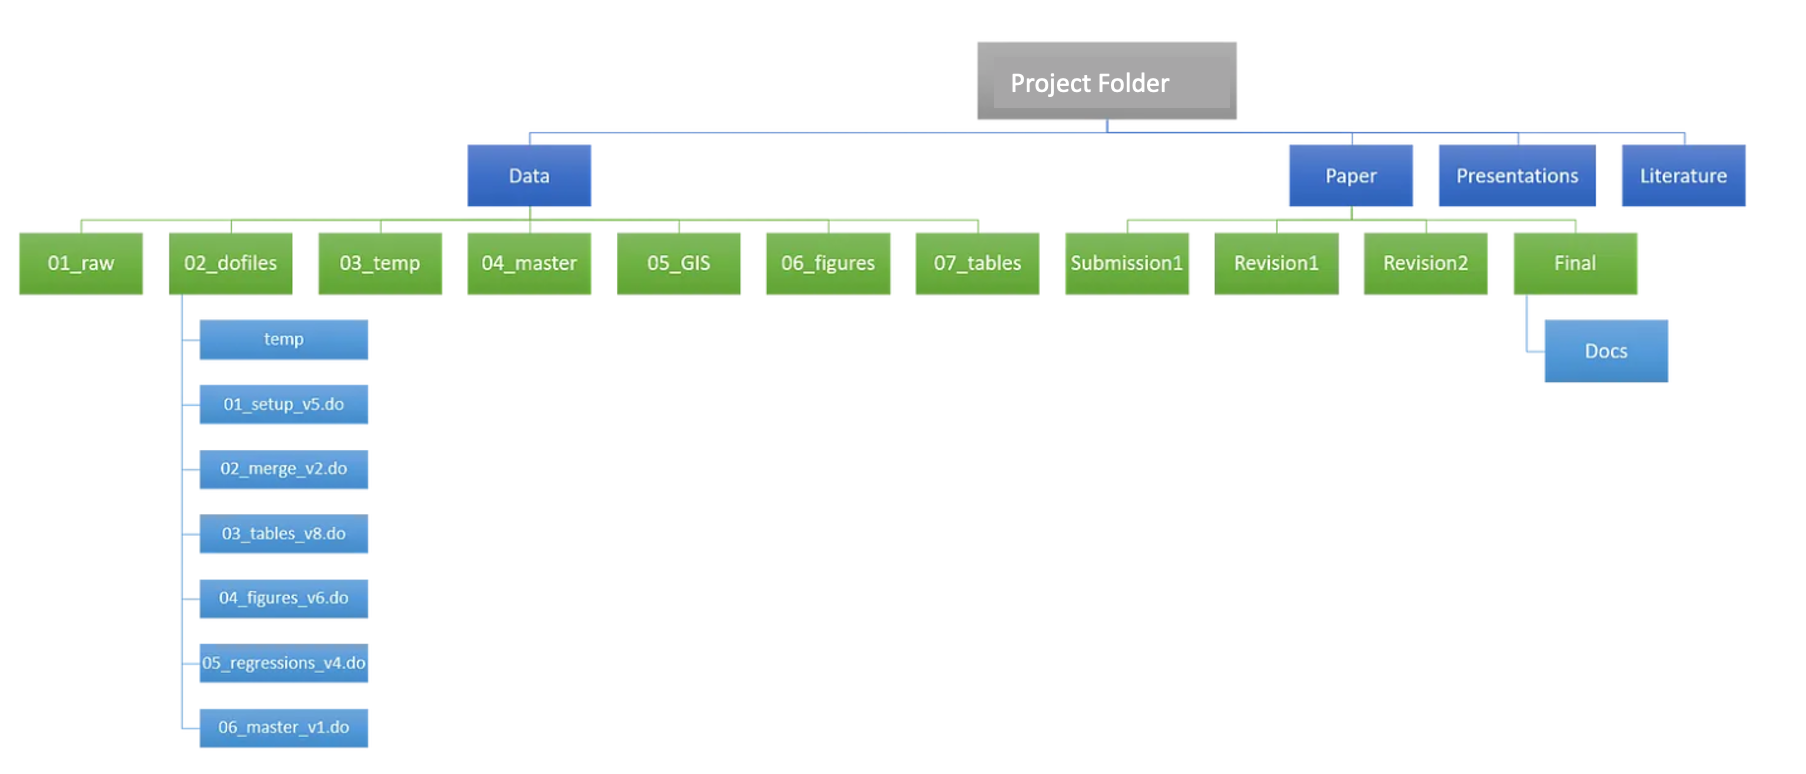 Project Folder
Data
Paper
Presentations
Literature
01_raw
02_dofiles
03_temp
04_master
05_GIS
06_figures
07_tables
Submission1
Revision1
Revision2
Final
temp
Docs
01_setup_v5.do
02_merge_v2.do
03_tables_v8.do
04_figures_v6.do
05_regressions_v4.do
06_master_v1.do